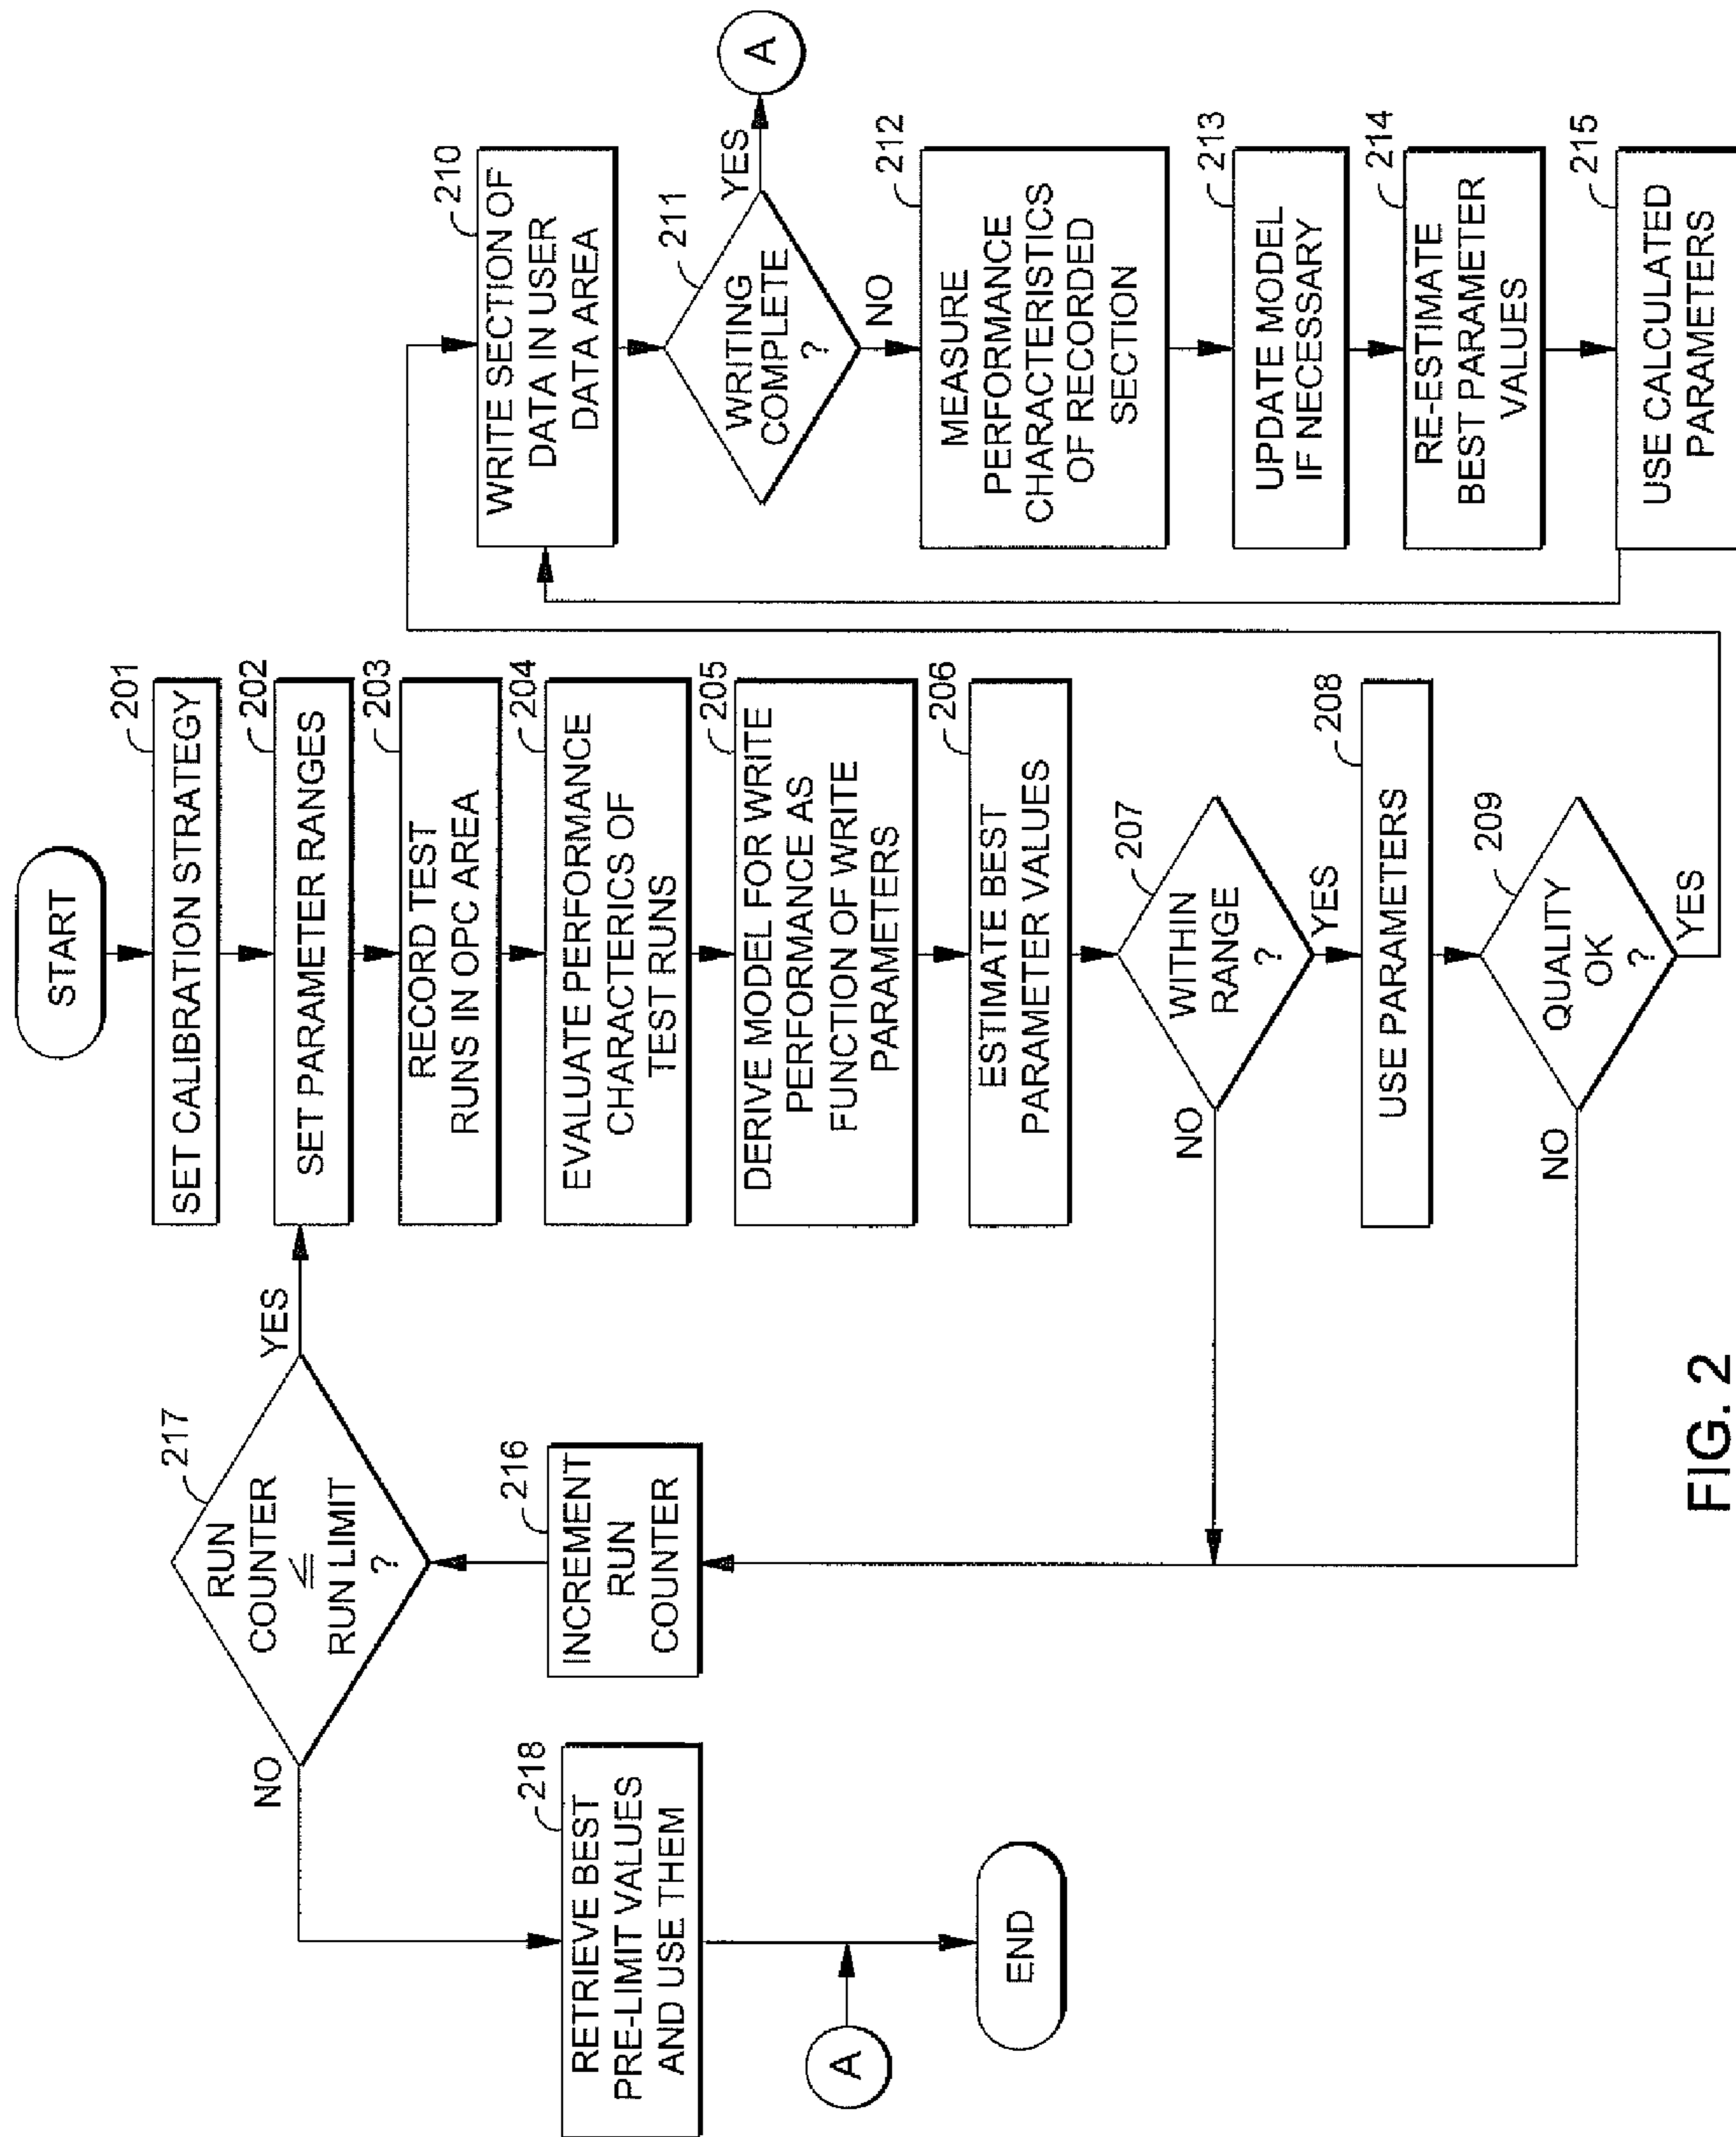 START
201
SET CALIBRATION STRATEGY
202
SET PARAMETER RANGES
203
RECORD TEST
RUNS IN OPC AREA
204
EVALUATE PERFORMANCE
CHARACTERICS OF
TEST RUNS
205
DERIVE MODEL FOR WRITE
PERFORMANCE AS
FUNCTION OF WRITE
PARAMETERS
206
ESTIMATE BEST
PARAMETER VALUES
207
WITHIN
RANGE
?
NO
YES
208
USE PARAMETERS
209
QUALITY
OK
?
NO
YES
210
WRITE SECTION OF
DATA IN USER
DATA AREA
211
WRITING
COMPLETE
?
YES
A
NO
212
MEASURE
PERFORMANCE
CHARACTERISTICS
OF RECORDED
SECTION
213
UPDATE MODEL
IF NECESSARY
214
RE-ESTIMATE
BEST PARAMETER
VALUES
215
USE CALCULATED
PARAMETERS
216
INCREMENT
RUN
COUNTER
217
RUN
COUNTER
≤
RUN LIMIT
?
YES
NO
218
RETRIEVE BEST
PRE-LIMIT VALUES
AND USE THEM
A
END
FIG. 2